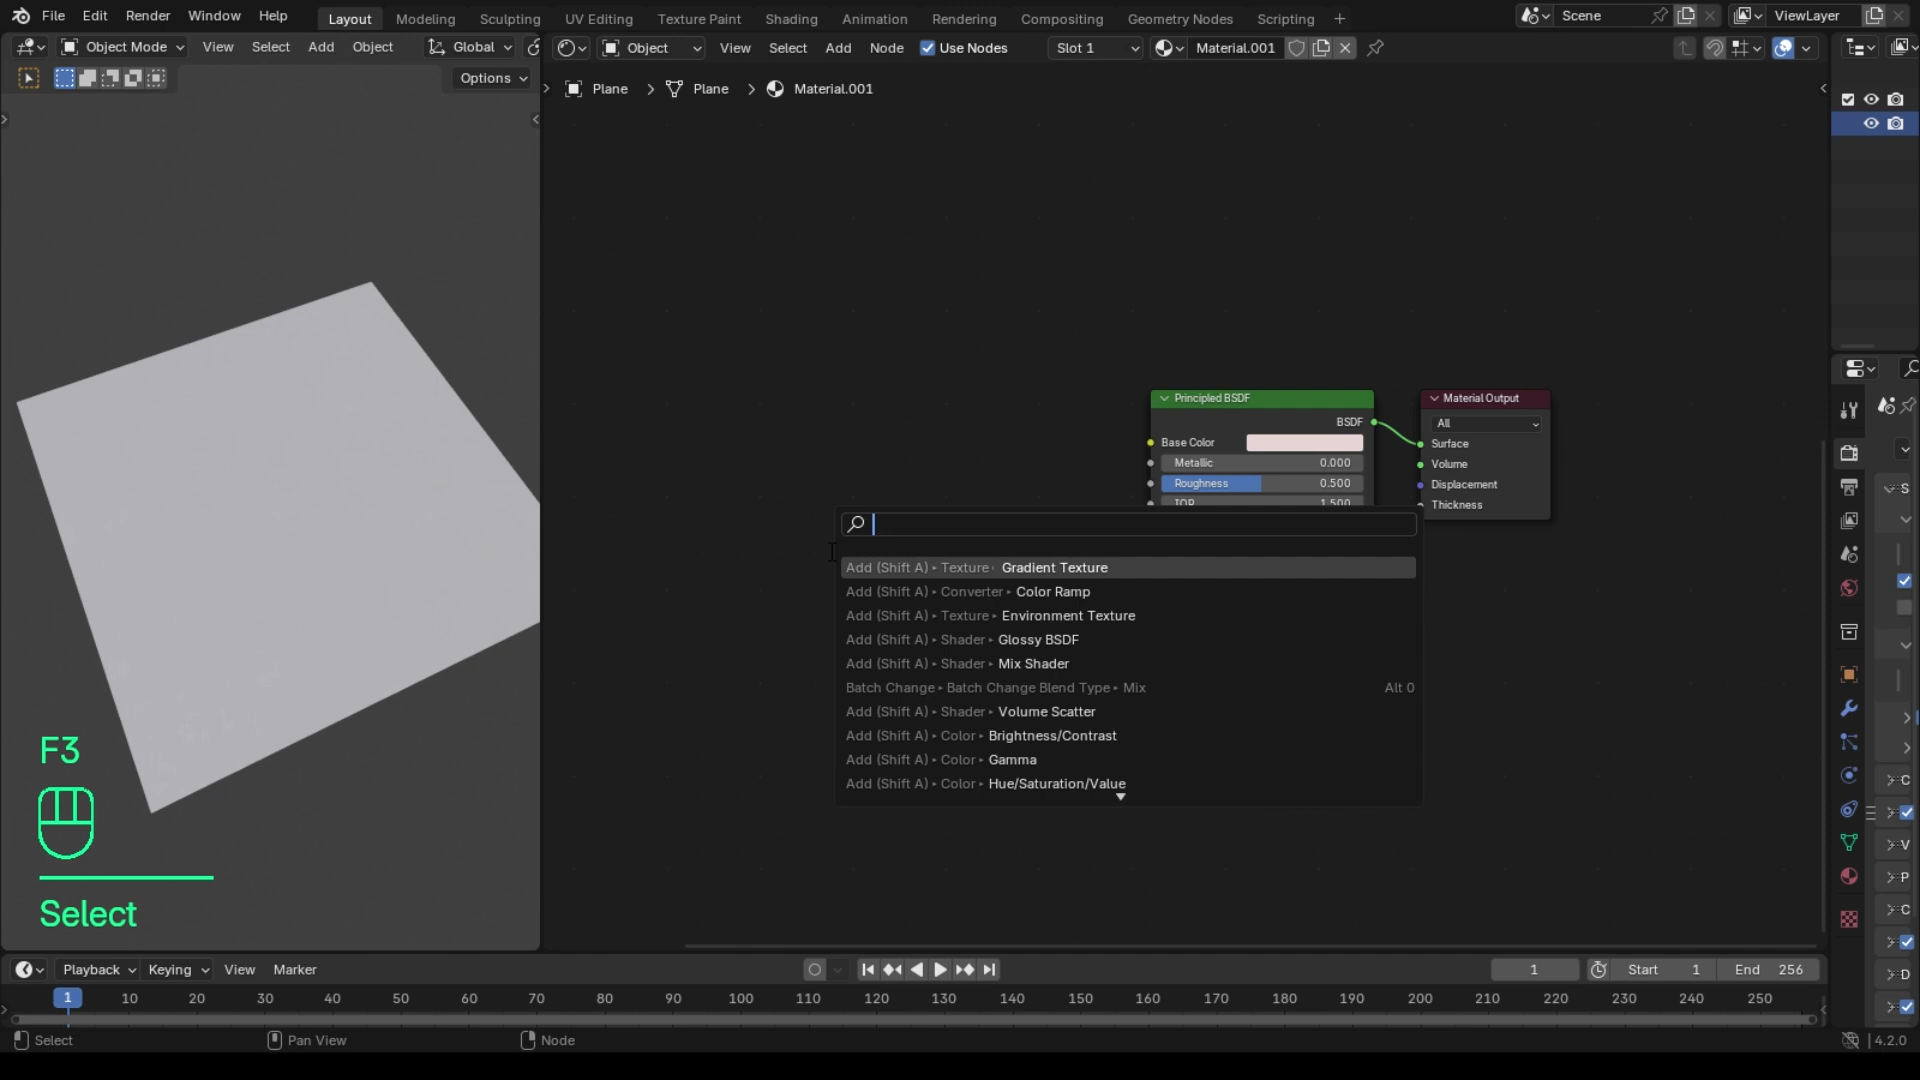 File Edit Render Window Help Layout Modeling Sculpting UV Editing Texture Paint Shading Animation Rendering Compositing Geometry Nodes Scripting + Scene ViewLayer
Object Mode View Select Add Object Global Object View Select Add Node Use Nodes Slot 1 Material.001
Options
Plane > Plane > Material.001
Principled BSDF
BSDF
Base Color
Metallic 0.000
Roughness 0.500
IOR 1.500
Material Output
All
Surface
Volume
Displacement
Thickness
Add (Shift A) ▸ Texture ▸ Gradient Texture
Add (Shift A) ▸ Converter ▸ Color Ramp
Add (Shift A) ▸ Texture ▸ Environment Texture
Add (Shift A) ▸ Shader ▸ Glossy BSDF
Add (Shift A) ▸ Shader ▸ Mix Shader
Batch Change ▸ Batch Change Blend Type ▸ Mix Alt 0
Add (Shift A) ▸ Shader ▸ Volume Scatter
Add (Shift A) ▸ Color ▸ Brightness/Contrast
Add (Shift A) ▸ Color ▸ Gamma
Add (Shift A) ▸ Color ▸ Hue/Saturation/Value
F3
Select
S
C
V
P
C
D
Playback Keying View Marker 1 Start 1 End 256
1 10 20 30 40 50 60 70 80 90 100 110 120 130 140 150 160 170 180 190 200 210 220 230 240 250
Select Pan View Node 4.2.0